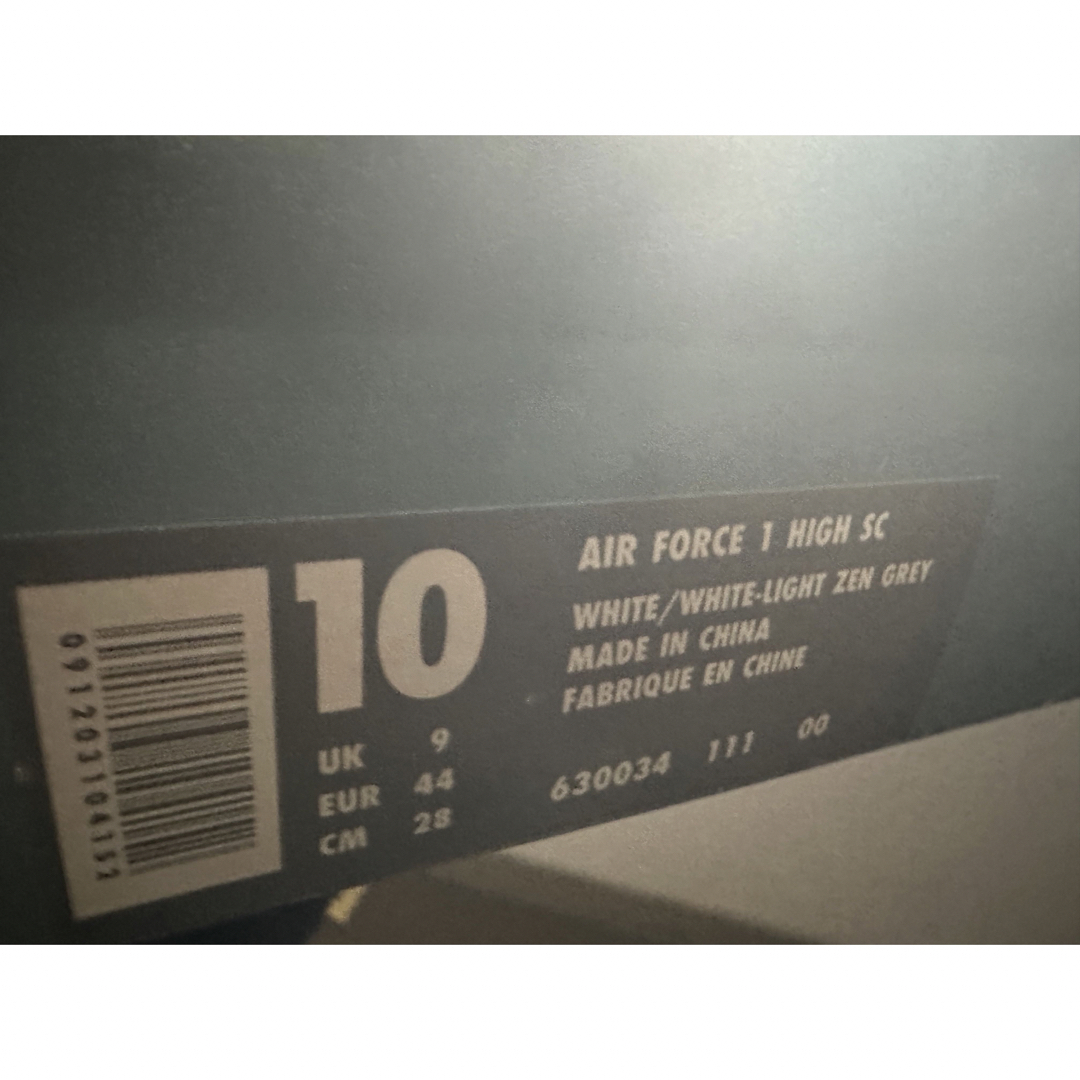 091203104152
10
UK 9
EUR 44
CM 28
AIR FORCE 1 HIGH SC
WHITE/WHITE-LIGHT ZEN GREY
MADE IN CHINA
FABRIQUE EN CHINE
630034 111 00